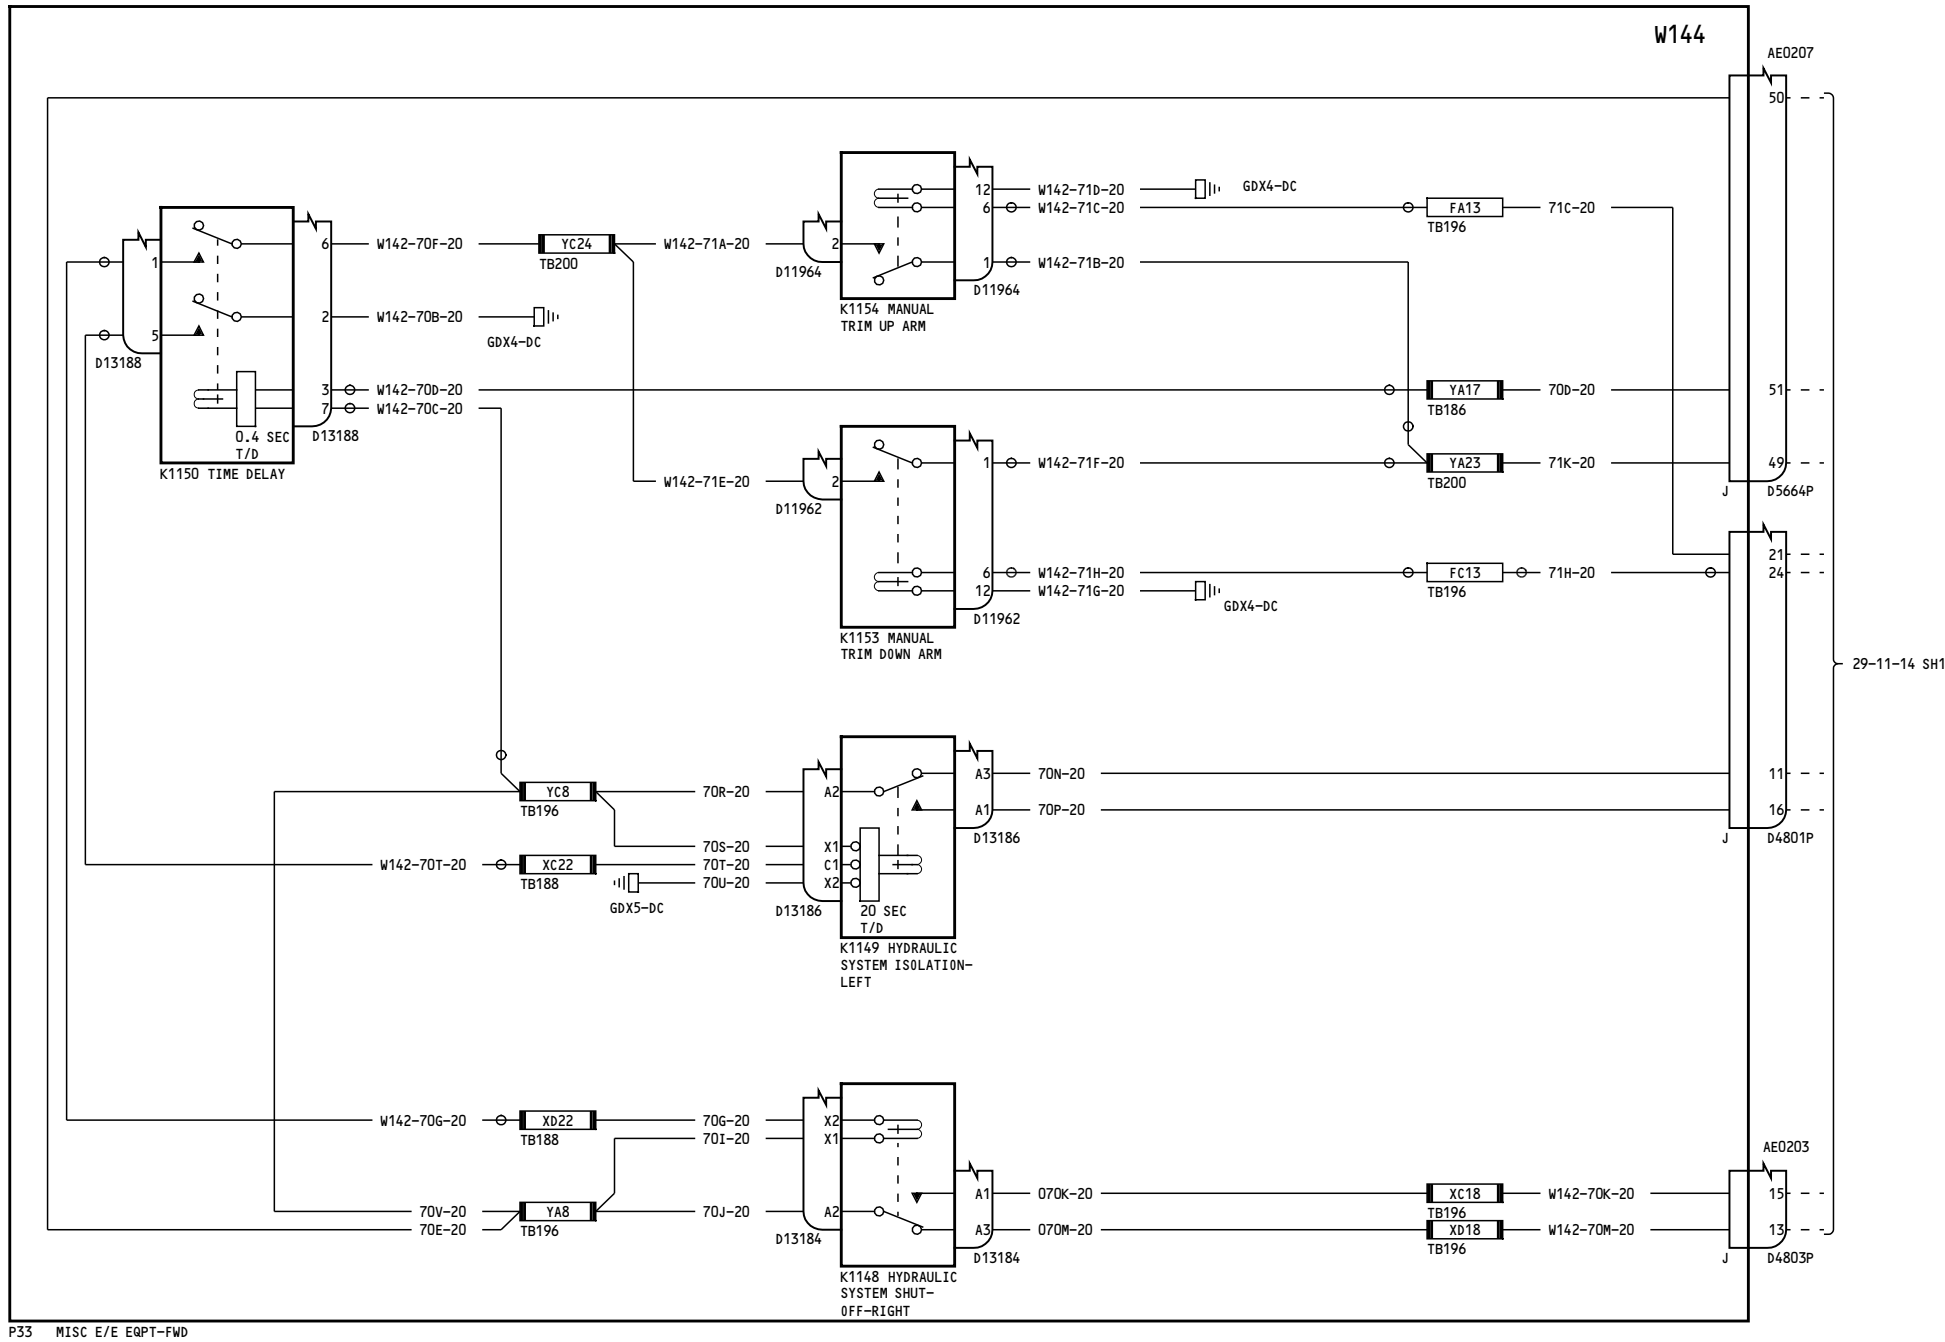 W144
AE0207
50
12 W142-71D-20 GDX4-DC
6 W142-71C-20 FA13 71C-20
TB196
6 W142-70F-20 YC24 W142-71A-20 2
TB200
D11964
1
1 W142-71B-20
D11964
K1154 MANUAL
TRIM UP ARM
2 W142-70B-20
GDX4-DC
5
D13188
3 W142-70D-20 YA17 70D-20 51
TB186
7 W142-70C-20
0.4 SEC
T/D
D13188
K1150 TIME DELAY
1 W142-71F-20 YA23 71K-20 49
TB200
J D5664P
W142-71E-20 2
D11962
21
6 W142-71H-20 FC13 71H-20 24
TB196
12 W142-71G-20
GDX4-DC
D11962
K1153 MANUAL
TRIM DOWN ARM
29-11-14 SH1
A3 70N-20 11
YC8 70R-20 A2
TB196
A1 70P-20 16
D13186
J D4801P
70S-20 X1
W142-70T-20 XC22 70T-20 C1
TB188
70U-20 X2
GDX5-DC
D13186
20 SEC
T/D
K1149 HYDRAULIC
SYSTEM ISOLATION-
LEFT
W142-70G-20 XD22 70G-20 X2
TB188
70I-20 X1
AE0203
A1 070K-20 XC18 W142-70K-20 15
TB196
70V-20 YA8 70J-20 A2
TB196
70E-20
D13184
A3 070M-20 XD18 W142-70M-20 13
TB196
D13184
J D4803P
K1148 HYDRAULIC
SYSTEM SHUT-
OFF-RIGHT
P33 MISC E/E EQPT-FWD